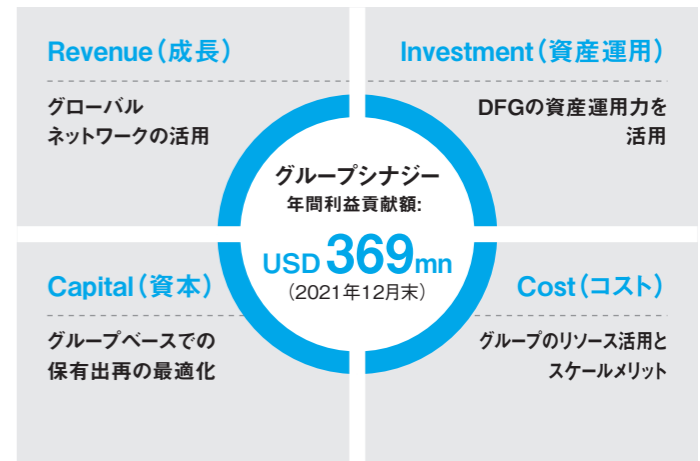 Revenue（成長）
グローバル
ネットワークの活用
Investment（資産運用）
DFGの資産運用力を
活用
グループシナジー
年間利益貢献額:
USD 369mn
（2021年12月末）
Capital（資本）
グループベースでの
保有出再の最適化
Cost（コスト）
グループのリソース活用と
スケールメリット